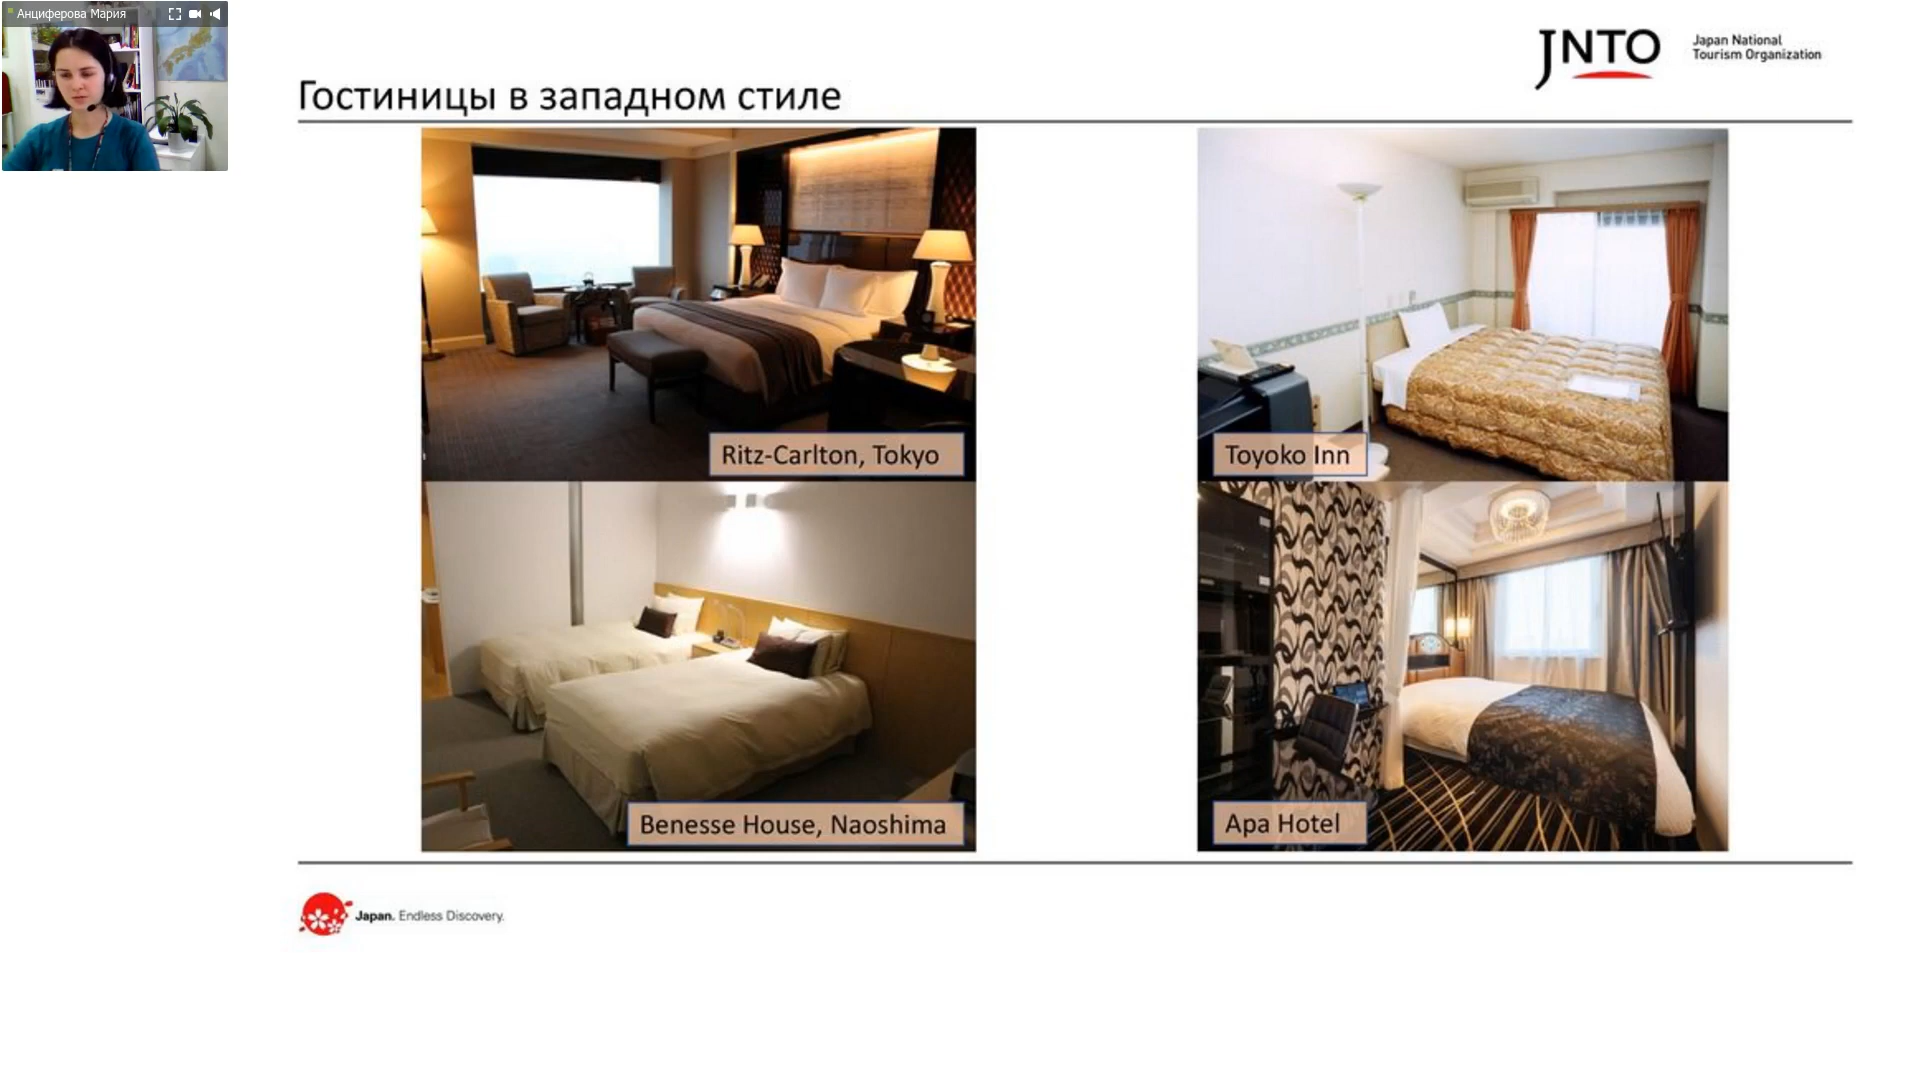 Анциферова Мария
JNTO
Japan National
Tourism Organization
Гостиницы в западном стиле
Ritz-Carlton, Tokyo
Toyoko Inn
Benesse House, Naoshima
Apa Hotel
Japan. Endless Discovery.